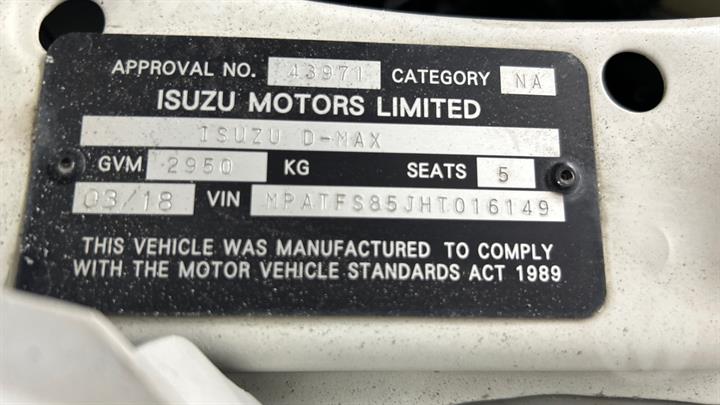 APPROVAL NO. 43971 CATEGORY NA
ISUZU MOTORS LIMITED
ISUZU D-MAX
GVM 2950 KG SEATS 5
03/18 VIN MPATFS85JHT016149
THIS VEHICLE WAS MANUFACTURED TO COMPLY
WITH THE MOTOR VEHICLE STANDARDS ACT 1989